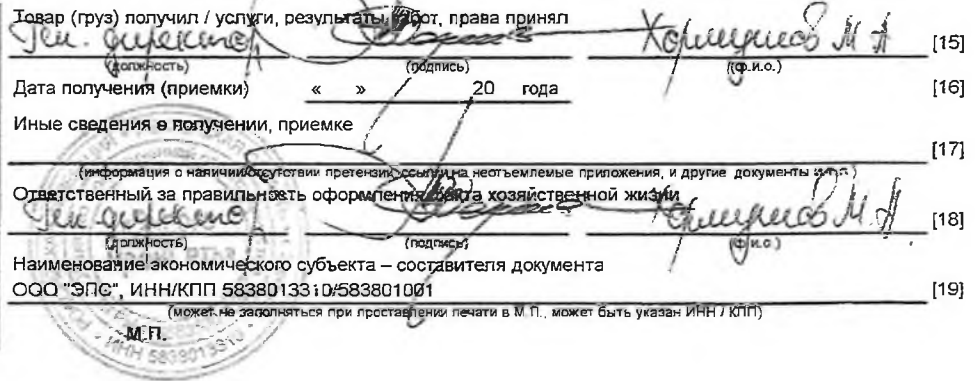 Товар (груз) получил / услуги, результаты работ, права принял
Ген. директор М А [15]
(должность) (подпись) (ф.и.о.)
Дата получения (приемки) « » 20 года [16]
Иные сведения о получении, приемке
[17]
(информация о наличии/отсутствии претензии; ссылки на неотъемлемые приложения, и другие документы и т.п.)
Ответственный за правильность оформления факта хозяйственной жизни
Ген. директор М. А [18]
(должность) (подпись) (ф.и.о.)
Наименование экономического субъекта – составителя документа
ООО "ЭПС", ИНН/КПП 5838013310/583801001 [19]
(может не заполняться при проставлении печати в М.П., может быть указан ИНН / КПП)
М.П.
ИНН 5838013310